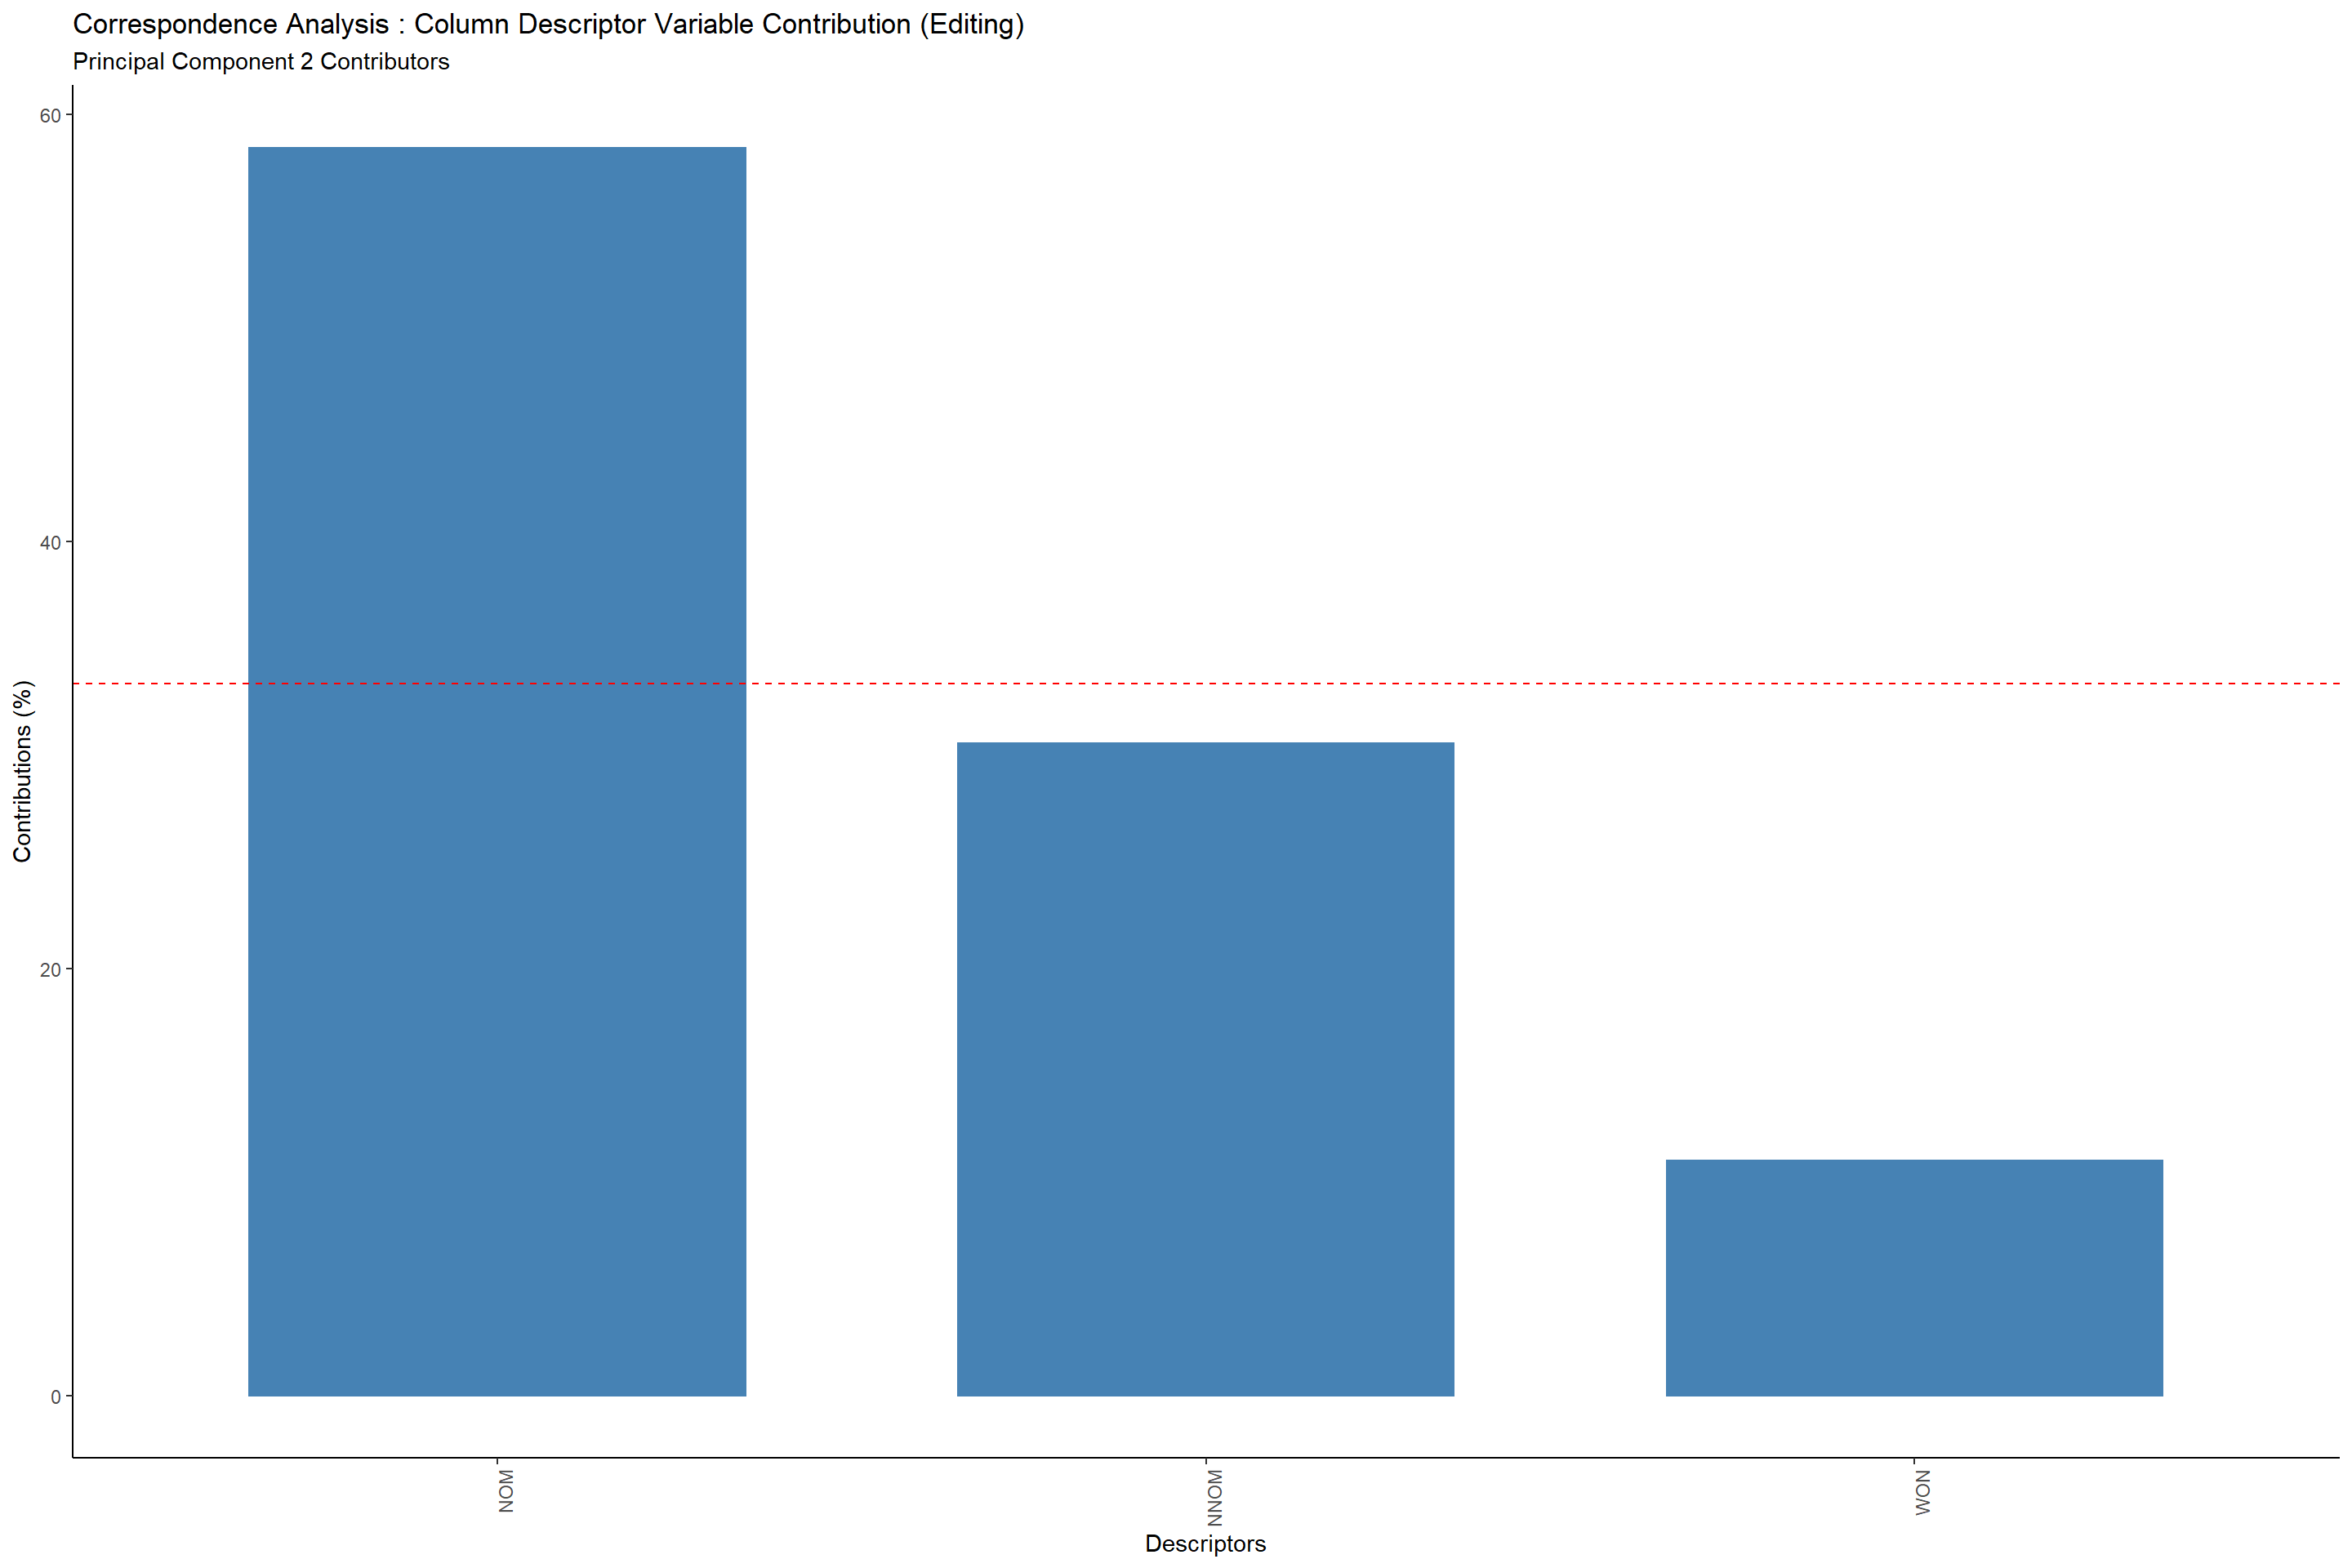 Correspondence Analysis : Column Descriptor Variable Contribution (Editing)
Principal Component 2 Contributors
60
40
20
0
Contributions (%)
NOM
NNOM
WON
Descriptors